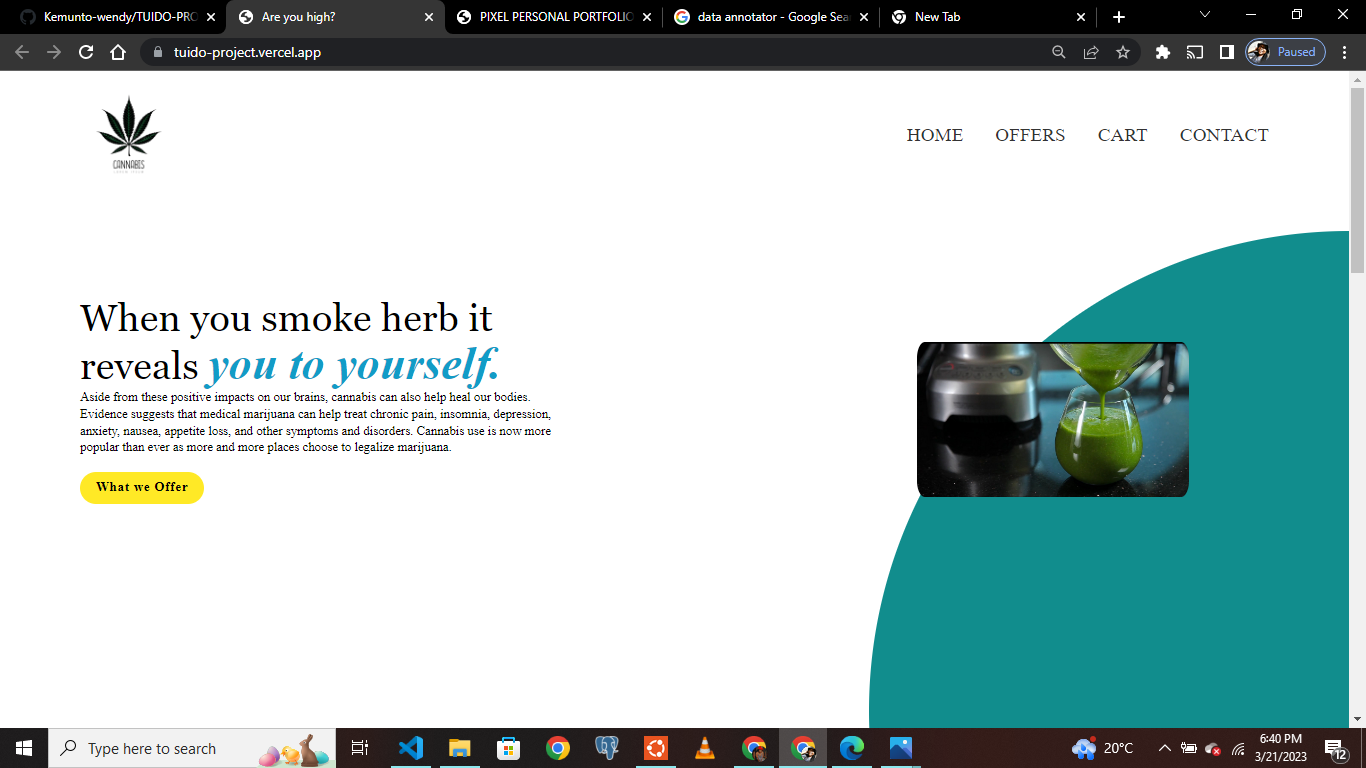 Kemunto-wendy/TUIDO-PRO
Are you high?
PIXEL PERSONAL PORTFOLIO
data annotator - Google Sea
New Tab
tuido-project.vercel.app
Paused
CANNABIS
HOME OFFERS CART CONTACT
When you smoke herb it
reveals you to yourself.
Aside from these positive impacts on our brains, cannabis can also help heal our bodies.
Evidence suggests that medical marijuana can help treat chronic pain, insomnia, depression,
anxiety, nausea, appetite loss, and other symptoms and disorders. Cannabis use is now more
popular than ever as more and more places choose to legalize marijuana.
What we Offer
Type here to search
20°C
6:40 PM
3/21/2023
12